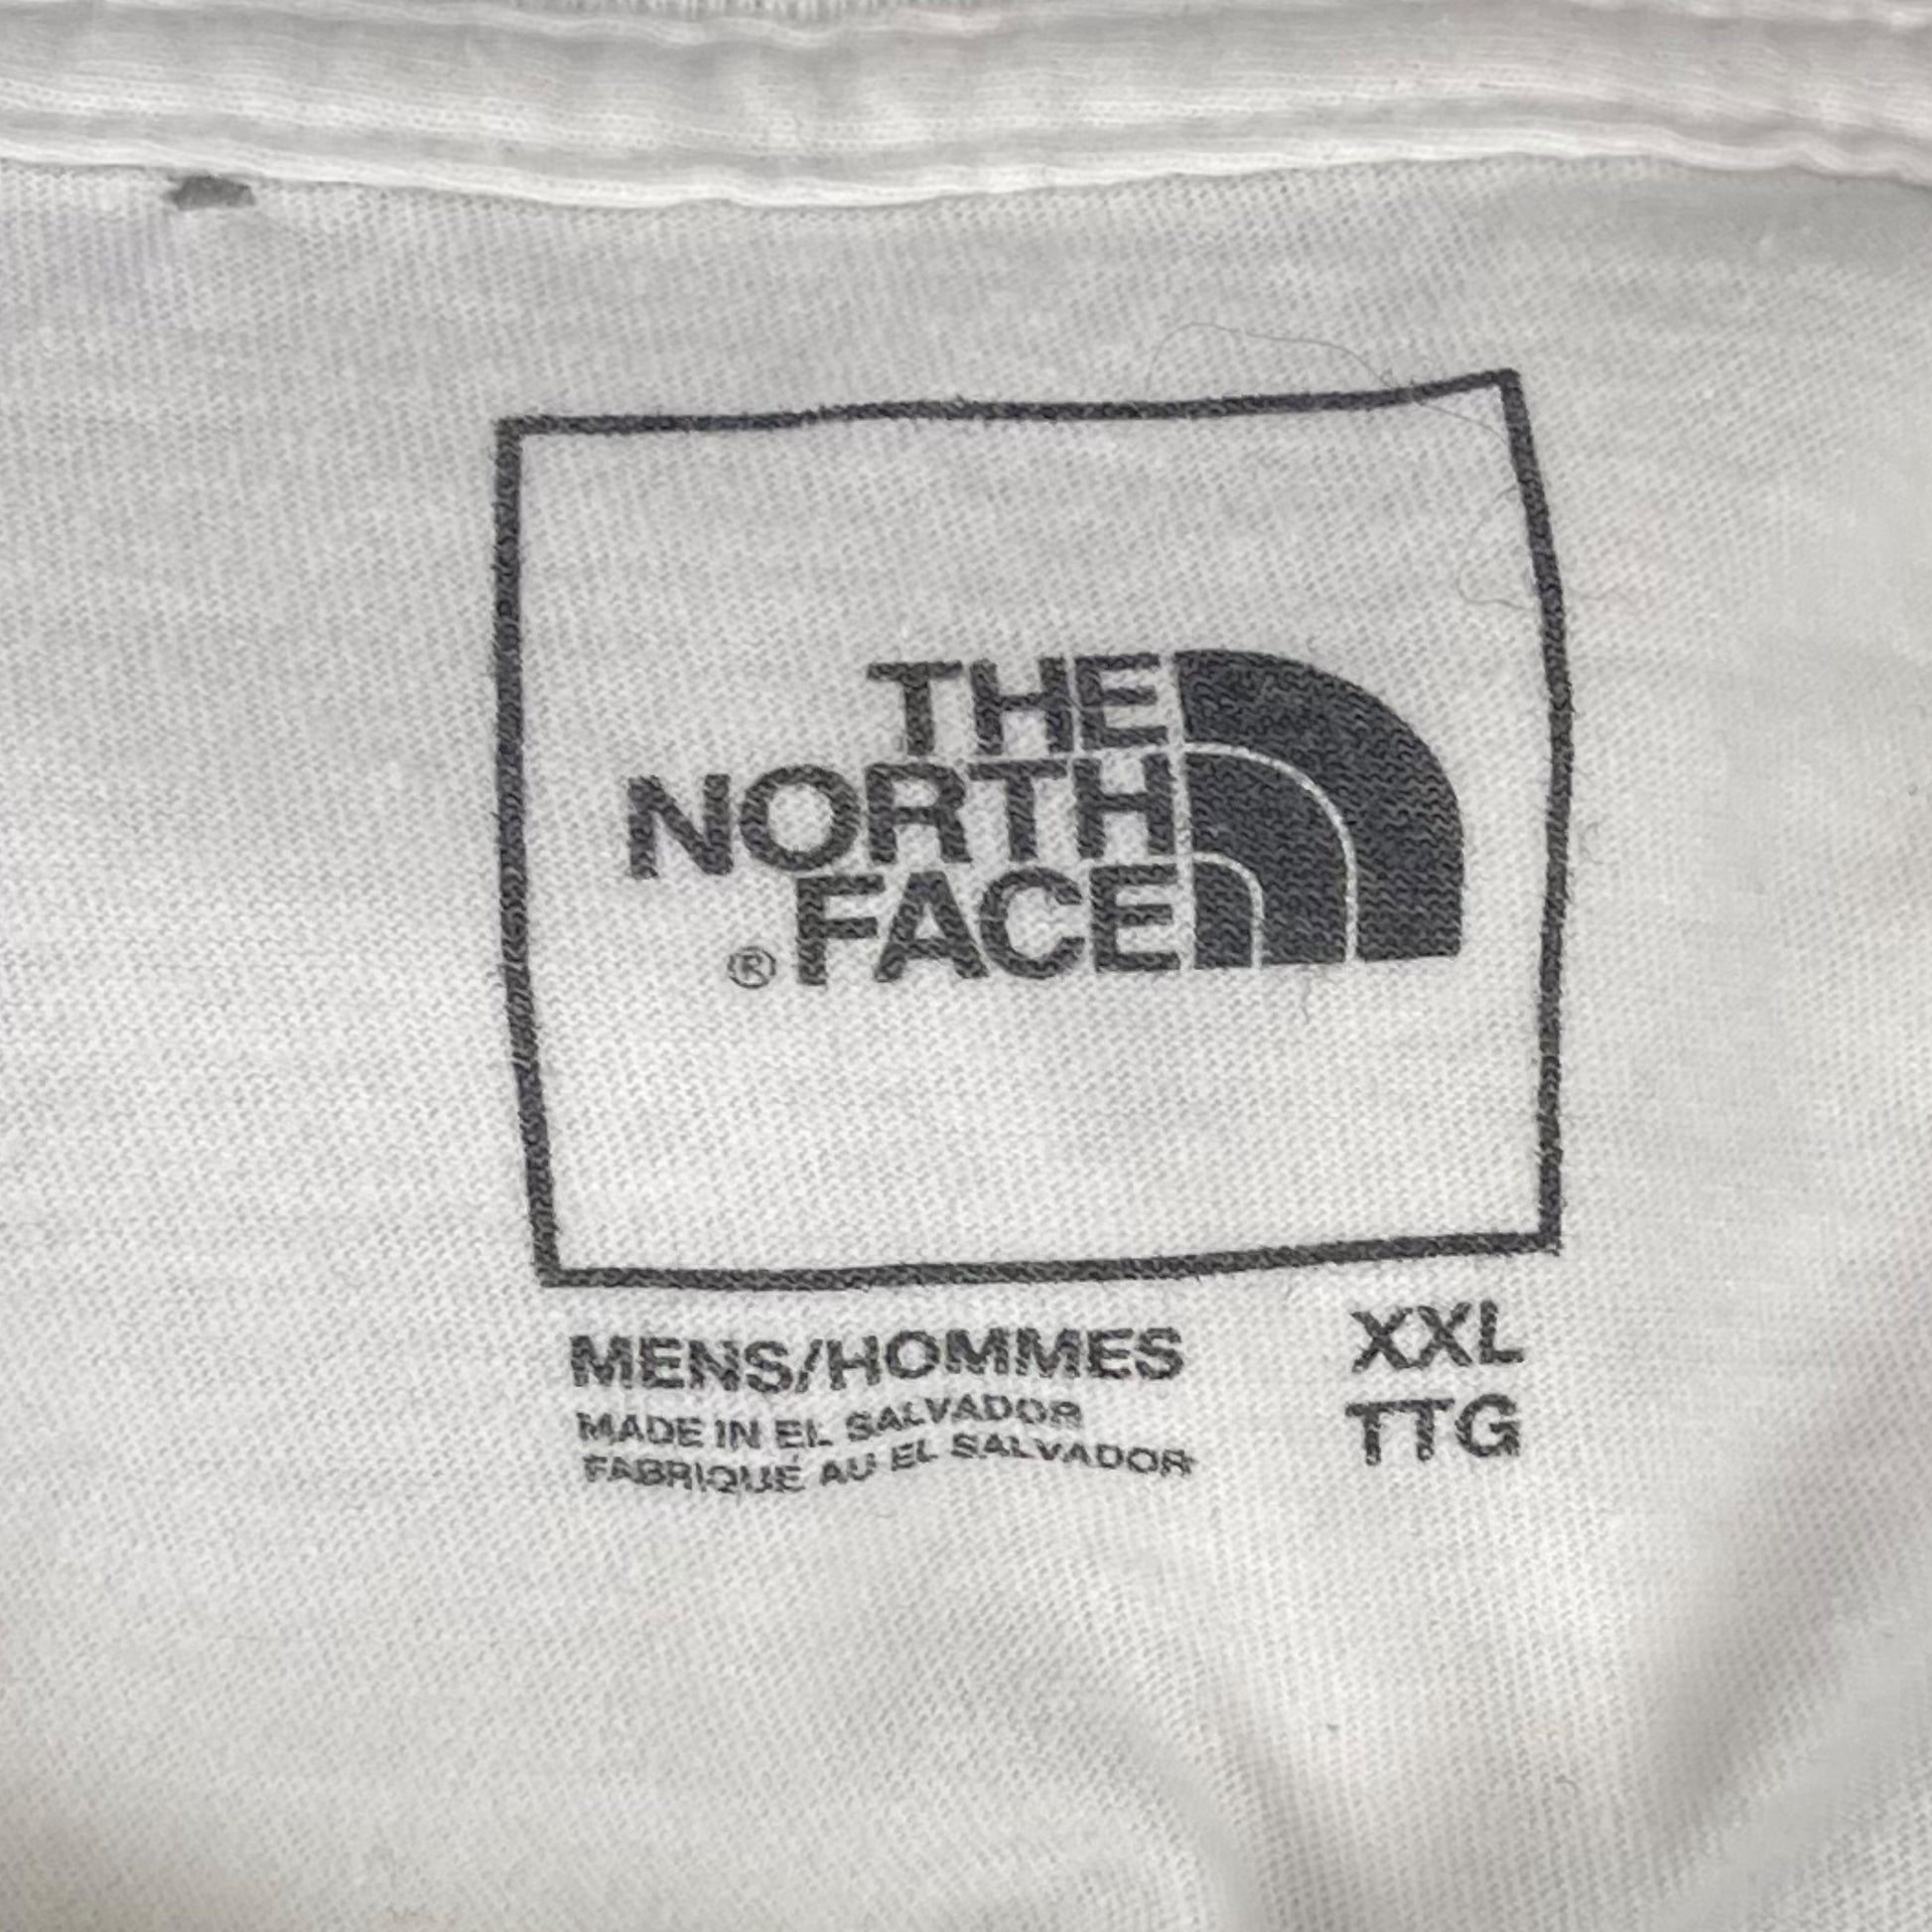 THE
NORTH
® FACE
MENS/HOMMES
MADE IN EL SALVADOR
FABRIQUÉ AU EL SALVADOR
XXL
TTG